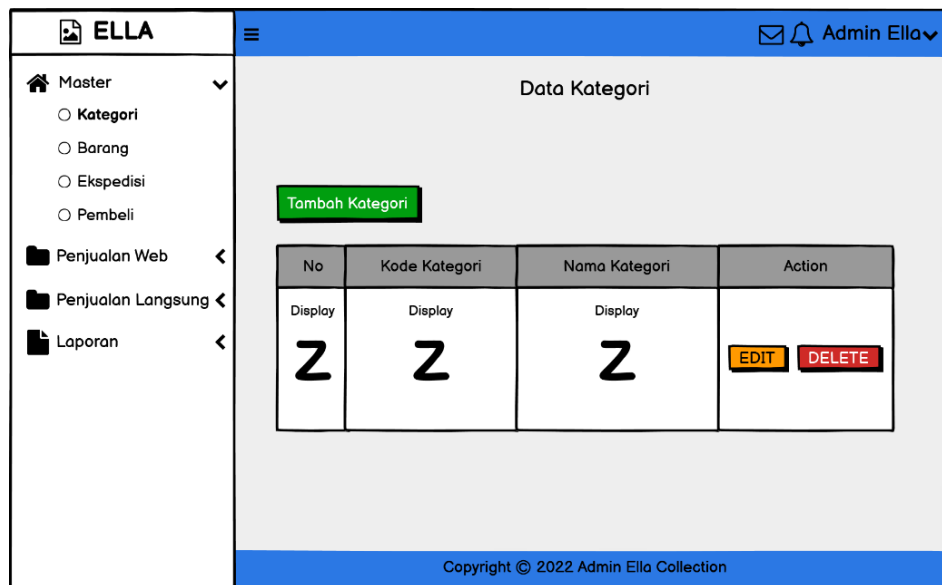 ELLA
Admin Ella
Master
Kategori
Barang
Ekspedisi
Pembeli
Penjualan Web
Penjualan Langsung
Laporan
Data Kategori
Tambah Kategori
No Kode Kategori Nama Kategori Action
Display Display Display
Z Z Z
EDIT DELETE
Copyright © 2022 Admin Ella Collection